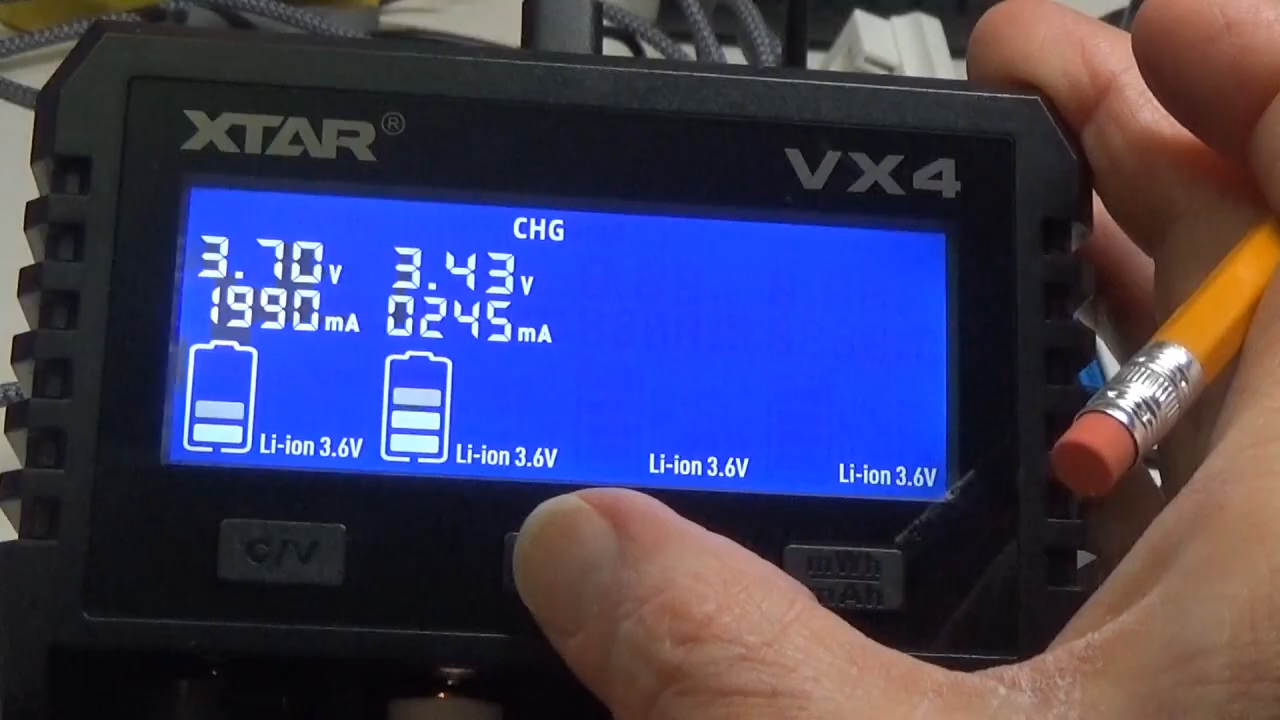 XTAR®
VX4
CHG
3.70V 3.43V
1990mA 0245mA
Li-ion 3.6V Li-ion 3.6V Li-ion 3.6V Li-ion 3.6V
C/V
mWh
mAh